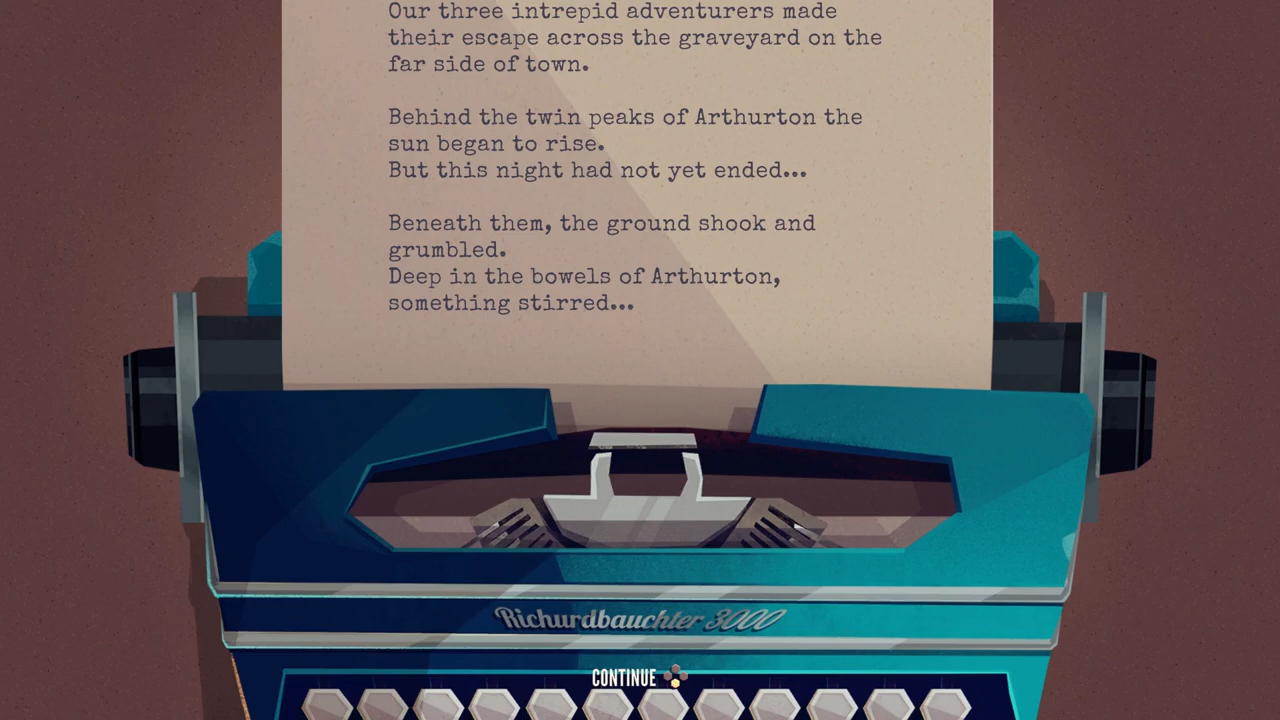 Our three intrepid adventurers made
their escape across the graveyard on the
far side of town.
Behind the twin peaks of Arthurton the
sun began to rise.
But this night had not yet ended...
Beneath them, the ground shook and
grumbled.
Deep in the bowels of Arthurton,
something stirred...
Richurdbauchter 3000
CONTINUE